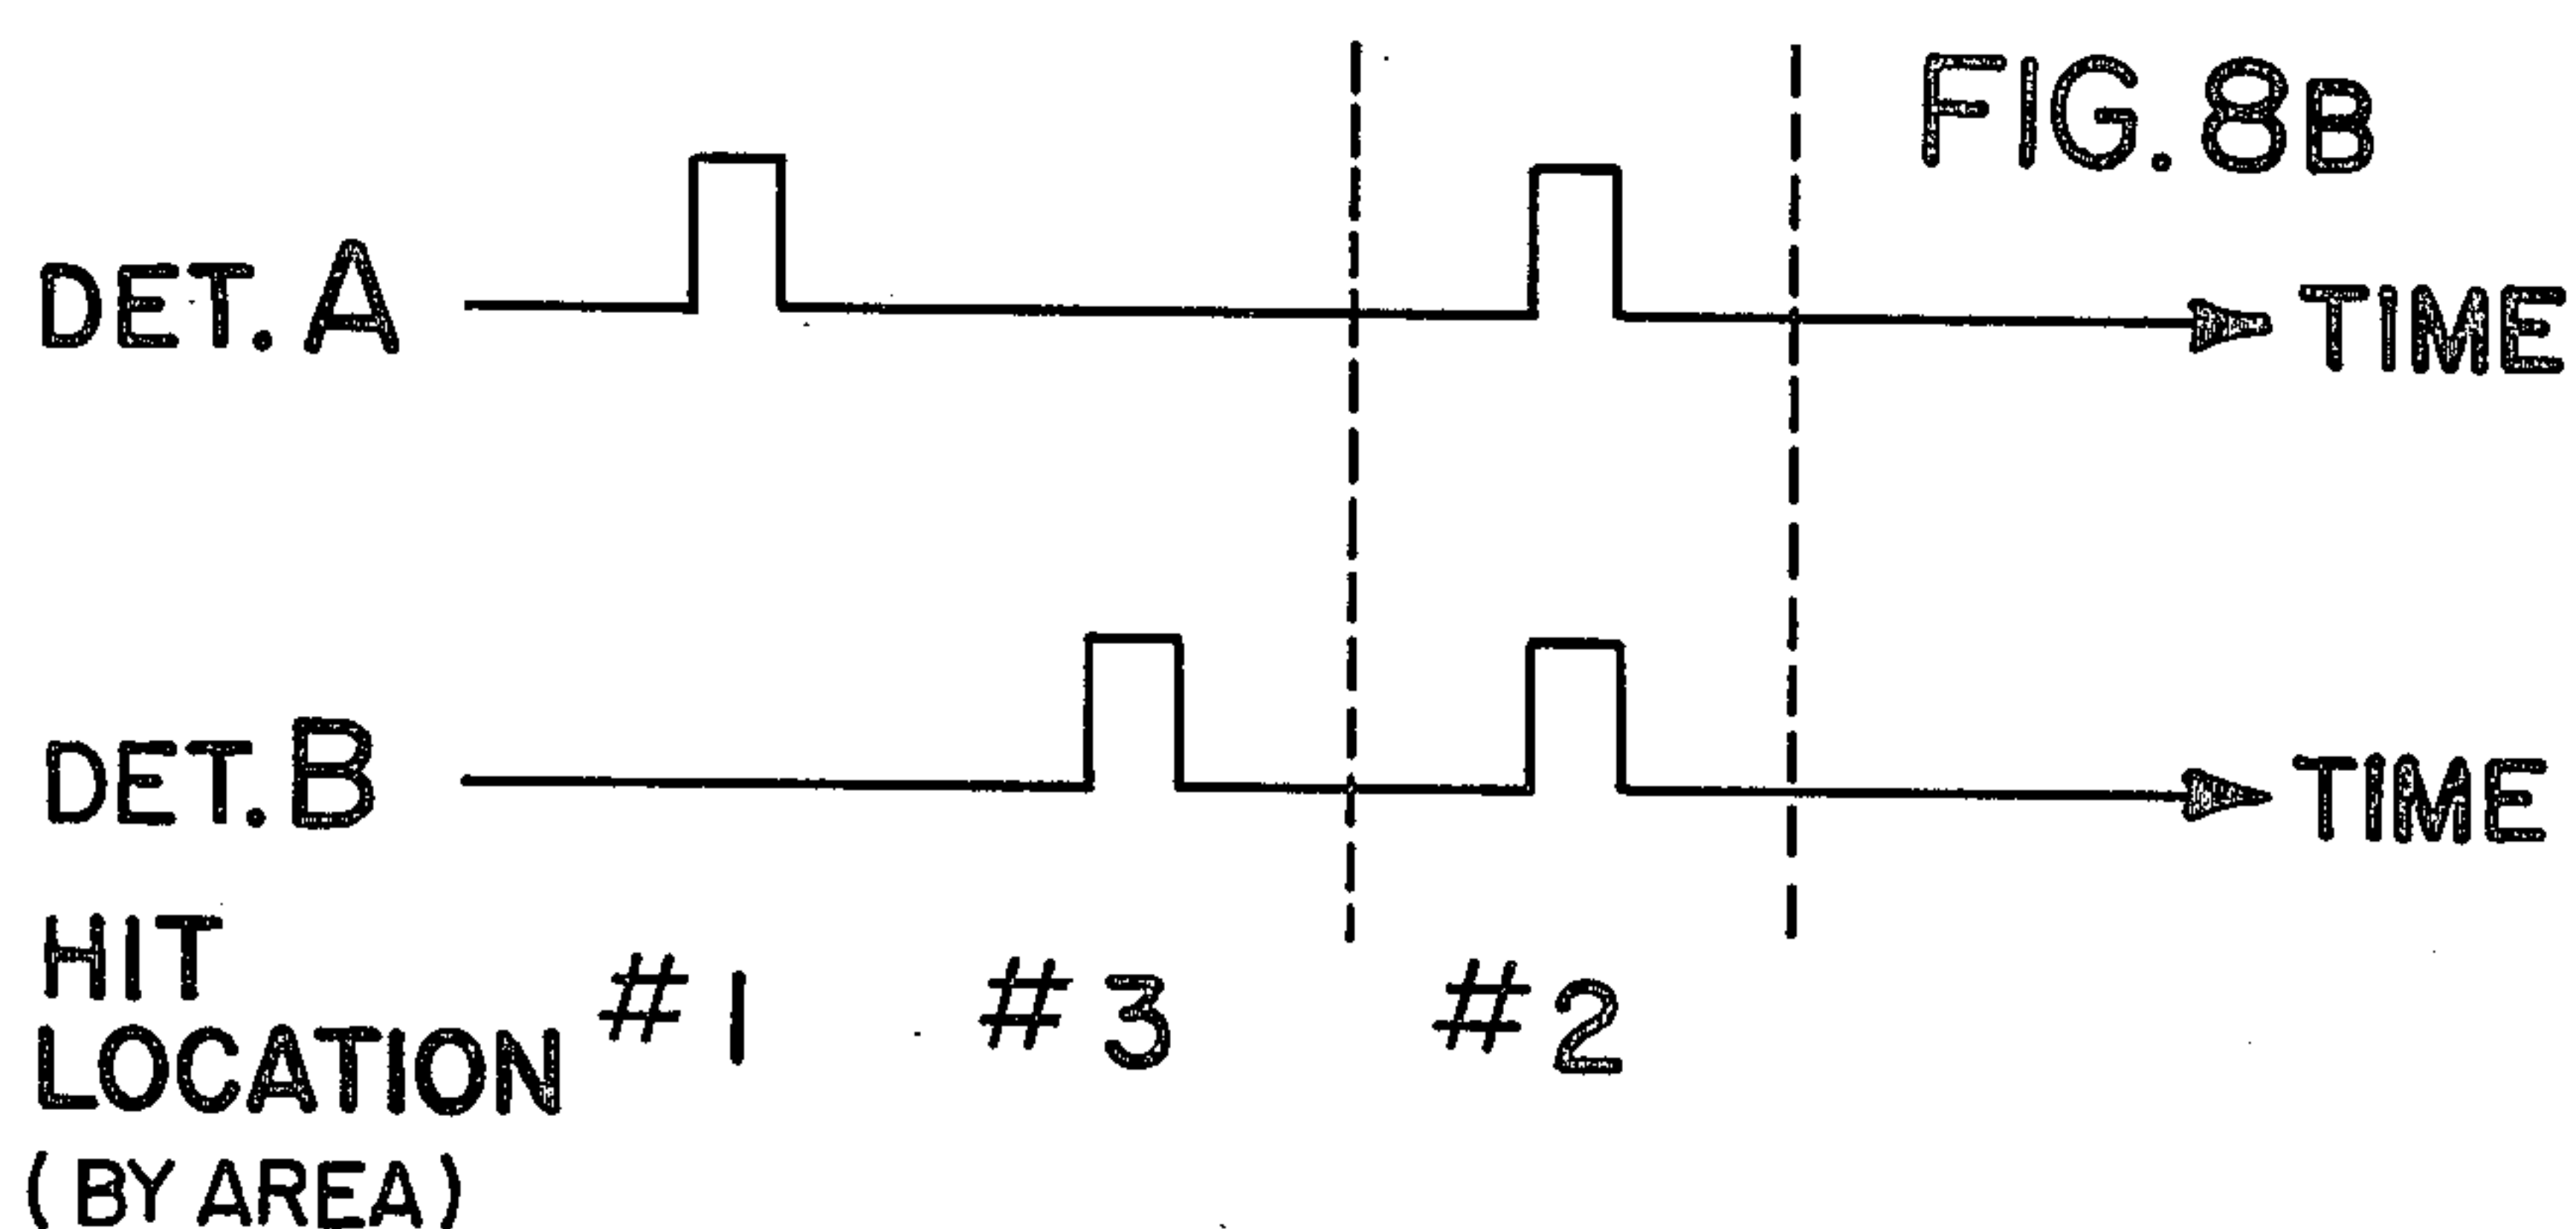 FIG. 8B
DET. A
TIME
DET. B
TIME
HIT
LOCATION
(BY AREA)
#1
#3
#2